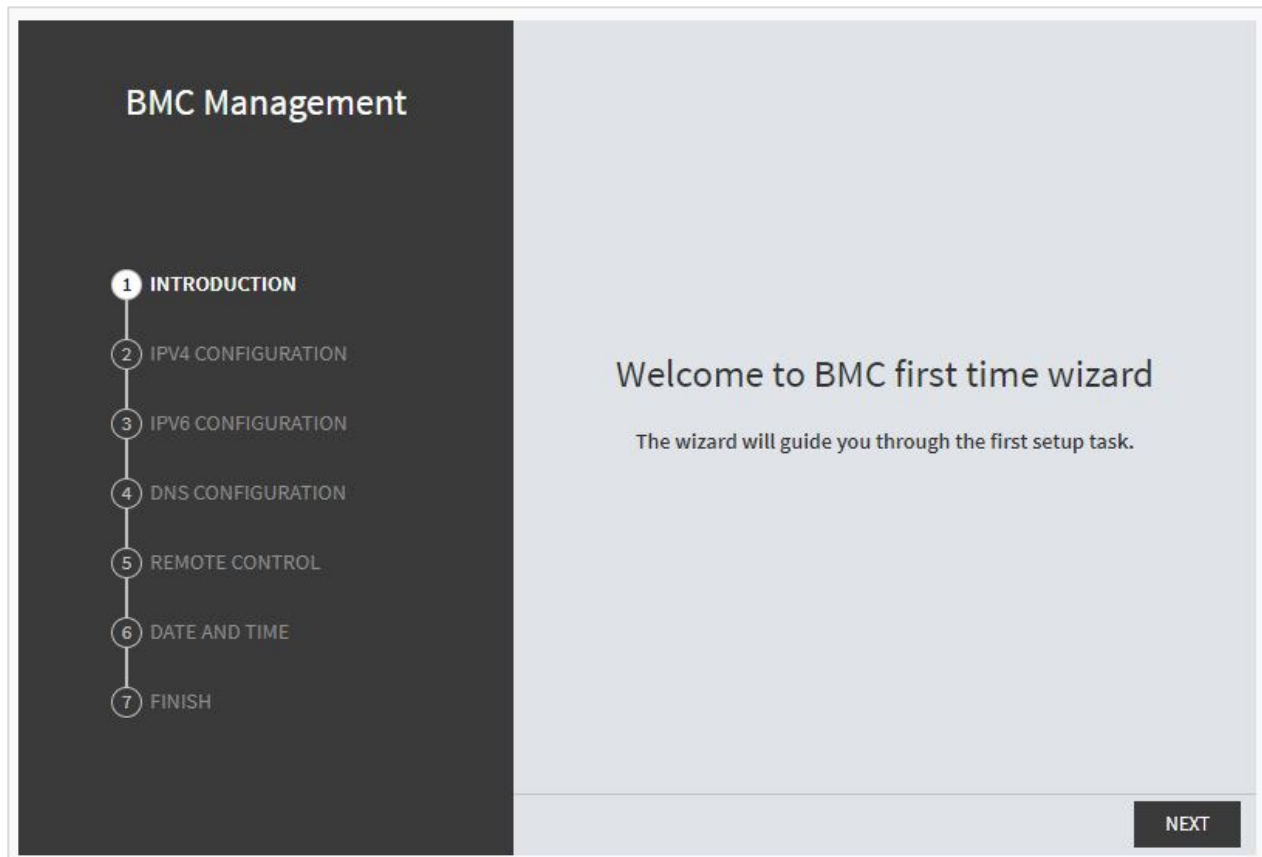 BMC Management
1 INTRODUCTION
2 IPV4 CONFIGURATION
3 IPV6 CONFIGURATION
4 DNS CONFIGURATION
5 REMOTE CONTROL
6 DATE AND TIME
7 FINISH
Welcome to BMC first time wizard
The wizard will guide you through the first setup task.
NEXT